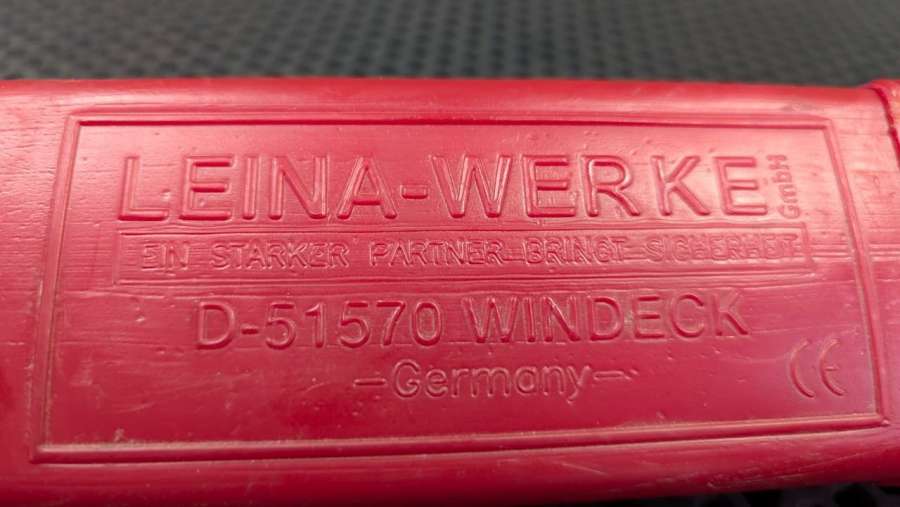 LEINA-WERKE GmbH
EIN STARKER PARTNER BRINGT SICHERHEIT
D-51570 WINDECK
-Germany-
CE